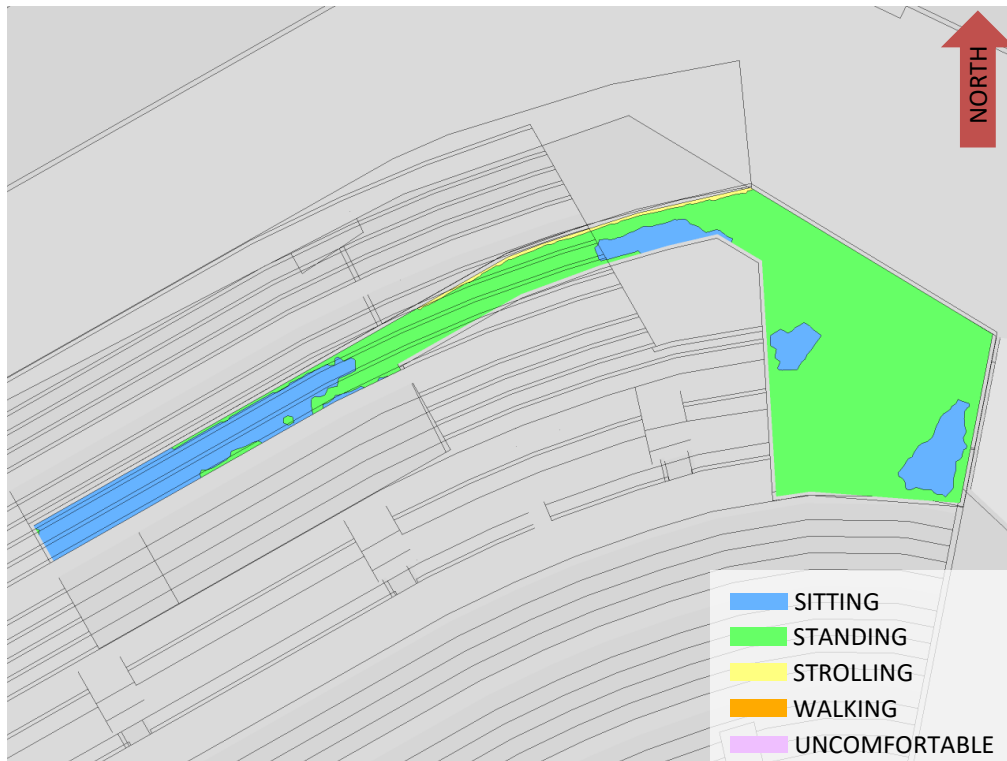 NORTH
SITTING
STANDING
STROLLING
WALKING
UNCOMFORTABLE